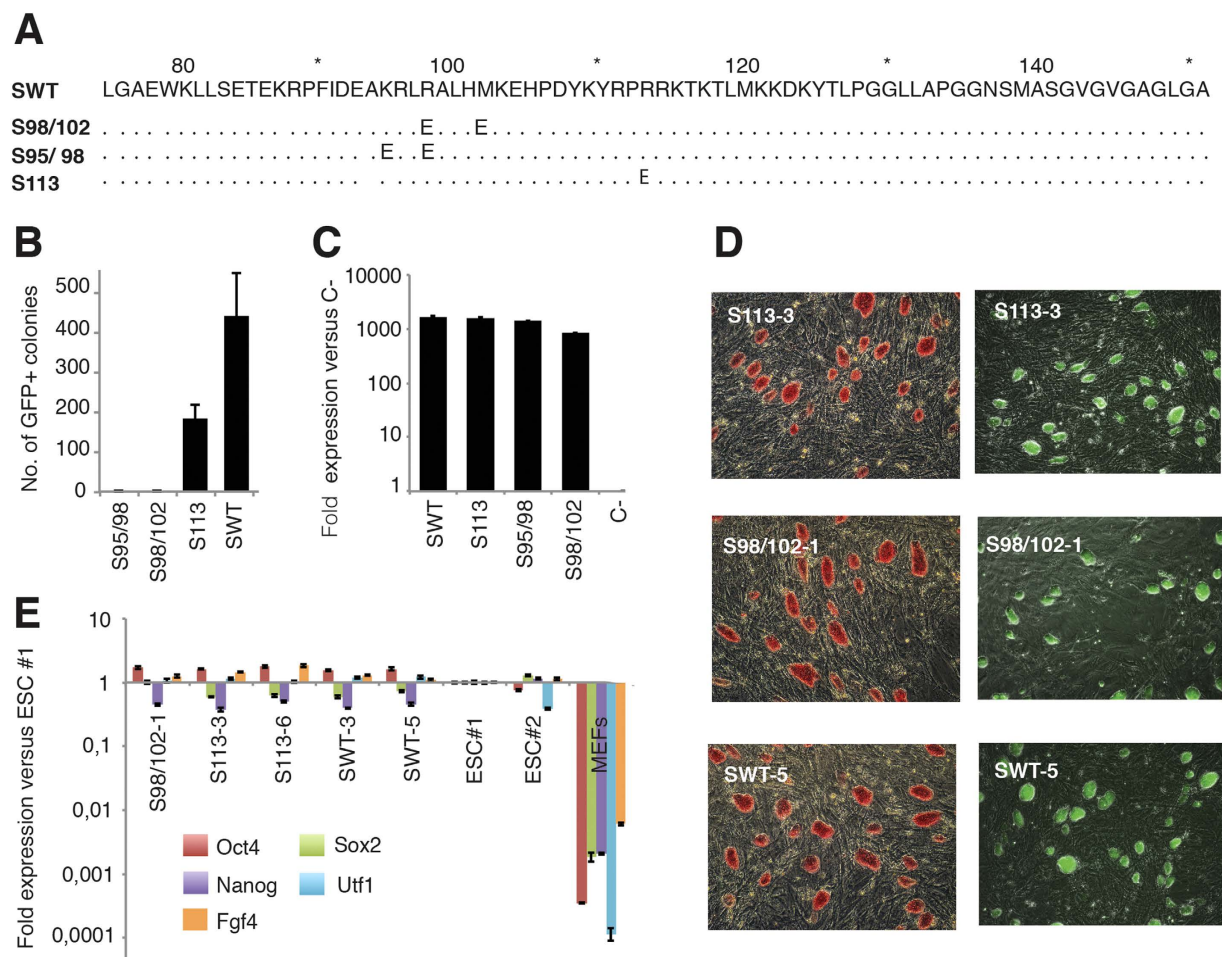 A
80 * 100 * 120 * 140 *
SWT LGAEWKLLSETEKRPFIDEAKRLRALHMKEHPDYKYRPRRKTKTLMKKDKYTLPGGLLAPGGNSMASGVGVGAGLGA
S98/102 E E
S95/ 98 E E
S113 E
B
No. of GFP+ colonies
500
400
300
200
100
0
S95/98
S98/102
S113
SWT
C
Fold expression versus C-
10000
1000
100
10
1
SWT
S113
S95/98
S98/102
C-
D
S113-3
S113-3
S98/102-1
S98/102-1
SWT-5
SWT-5
E
Fold expression versus ESC #1
10
1
0,1
0,01
0,001
0,0001
S98/102-1
S113-3
S113-6
SWT-3
SWT-5
ESC#1
ESC#2
MEFs
Oct4
Sox2
Nanog
Utf1
Fgf4